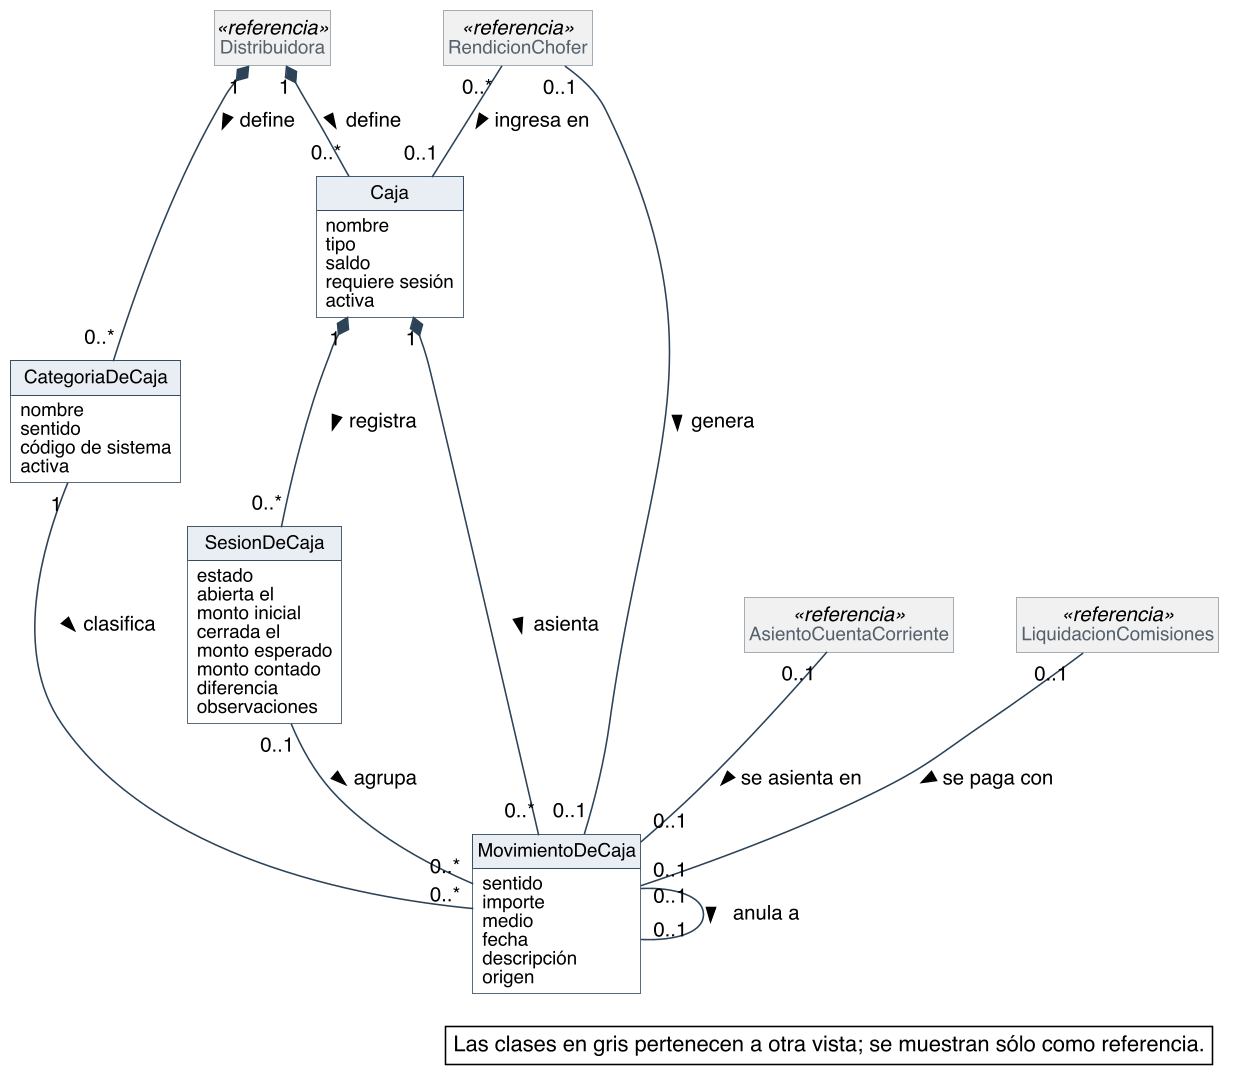 «referencia»
Distribuidora
«referencia»
RendicionChofer
1
1
0..*
0..1
define
define
ingresa en
0..*
0..1
Caja
nombre
tipo
saldo
requiere sesión
activa
0..*
1
1
CategoriaDeCaja
nombre
sentido
código de sistema
activa
registra
genera
1
0..*
SesionDeCaja
estado
abierta el
monto inicial
cerrada el
monto esperado
monto contado
diferencia
observaciones
clasifica
asienta
«referencia»
AsientoCuentaCorriente
«referencia»
LiquidacionComisiones
0..1
0..1
0..1
agrupa
se asienta en
se paga con
0..*
0..1
0..1
0..*
0..*
0..1
0..1
0..1
MovimientoDeCaja
sentido
importe
medio
fecha
descripción
origen
anula a
Las clases en gris pertenecen a otra vista; se muestran sólo como referencia.